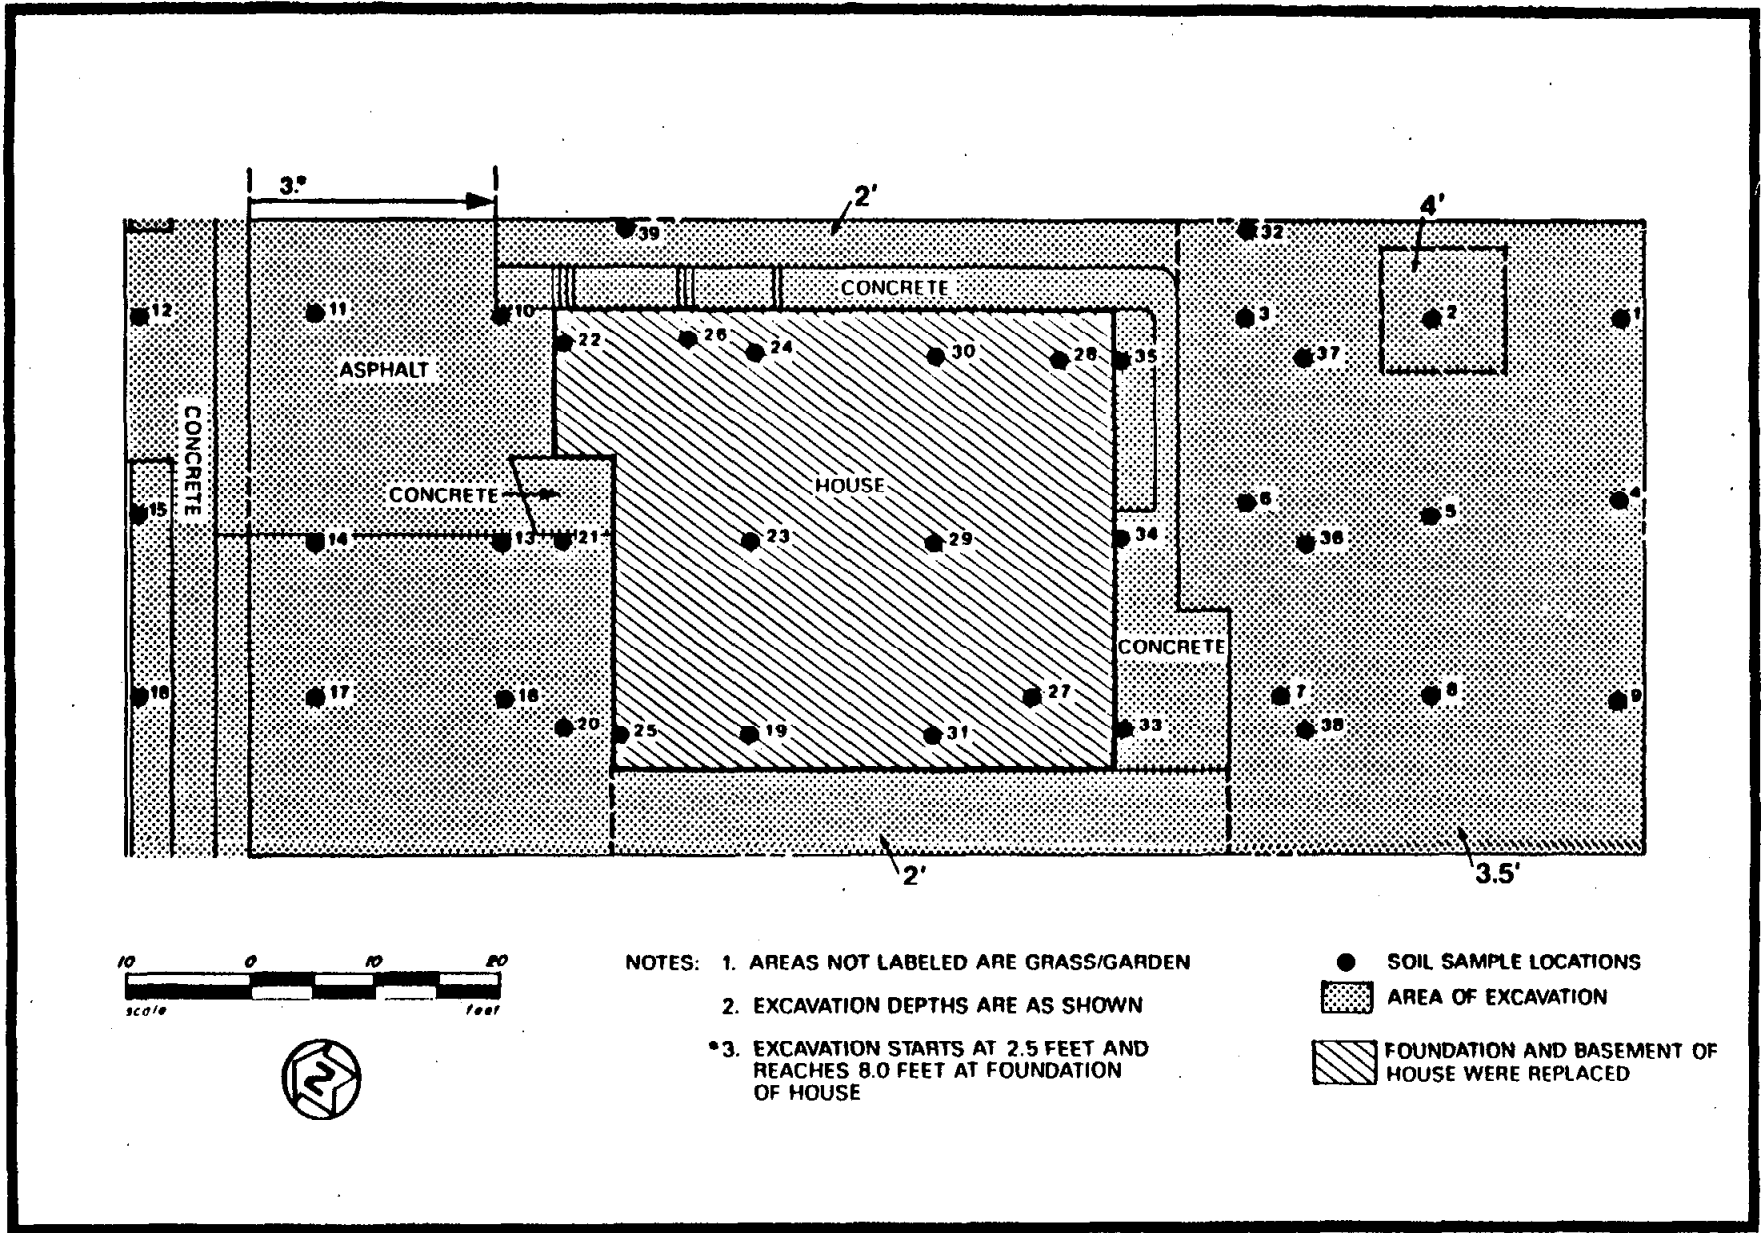 3.*
2'
4'
39
32
12
11
10
CONCRETE
3
2
1
22
26
24
30
28
35
37
ASPHALT
CONCRETE
CONCRETE
HOUSE
15
6
5
4
14
13
21
23
29
34
36
CONCRETE
18
17
16
27
7
8
9
20
25
19
31
33
38
2'
3.5'
10 0 10 20
scale feet
N
NOTES: 1. AREAS NOT LABELED ARE GRASS/GARDEN
2. EXCAVATION DEPTHS ARE AS SHOWN
*3. EXCAVATION STARTS AT 2.5 FEET AND
REACHES 8.0 FEET AT FOUNDATION
OF HOUSE
SOIL SAMPLE LOCATIONS
AREA OF EXCAVATION
FOUNDATION AND BASEMENT OF
HOUSE WERE REPLACED